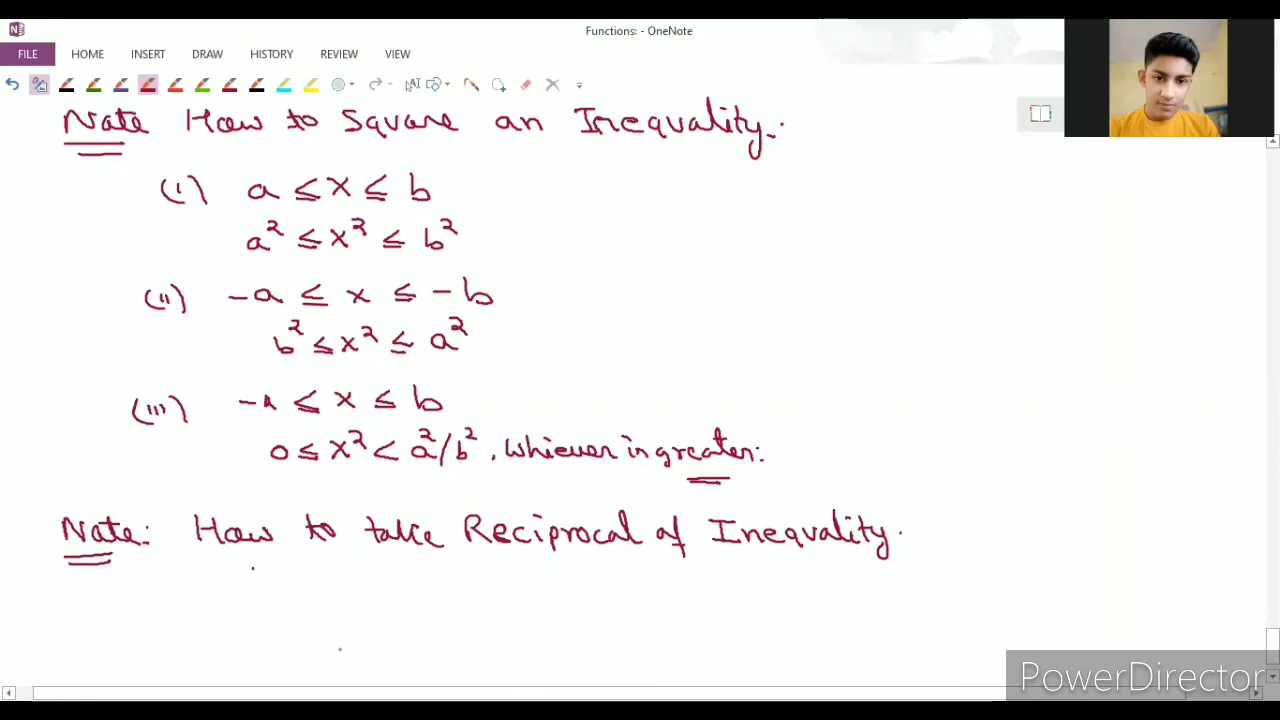 Functions: - OneNote
FILE HOME INSERT DRAW HISTORY REVIEW VIEW
Note How to Square an Inequality.
(i) a ≤ x ≤ b
a² ≤ x² ≤ b²
(ii) -a ≤ x ≤ -b
b² ≤ x² ≤ a²
(iii) -a ≤ x ≤ b
0 ≤ x² < a²/b², Whiever is greater:
Note: How to take Reciprocal of Inequality.
PowerDirector